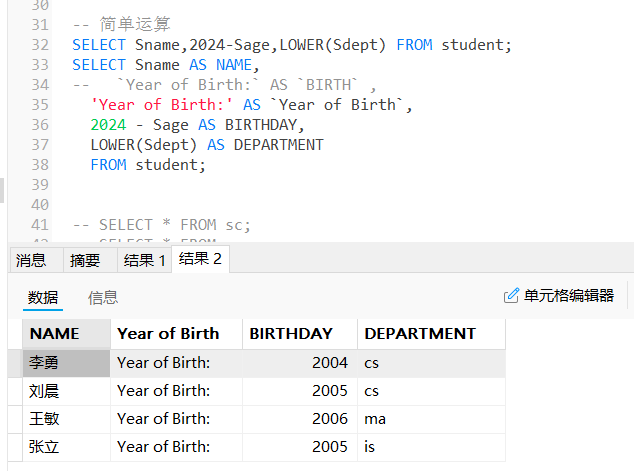 30
31 -- 简单运算
32 SELECT Sname,2024-Sage,LOWER(Sdept) FROM student;
33 SELECT Sname AS NAME,
34 --   `Year of Birth:` AS `BIRTH` ,
35 'Year of Birth:' AS `Year of Birth`,
36 2024 - Sage AS BIRTHDAY,
37 LOWER(Sdept) AS DEPARTMENT
38 FROM student;
39
40
41 -- SELECT * FROM sc;
42 -- SELECT * FROM
消息 摘要 结果 1 结果 2
数据 信息 单元格编辑器
NAME Year of Birth BIRTHDAY DEPARTMENT
李勇 Year of Birth: 2004 cs
刘晨 Year of Birth: 2005 cs
王敏 Year of Birth: 2006 ma
张立 Year of Birth: 2005 is